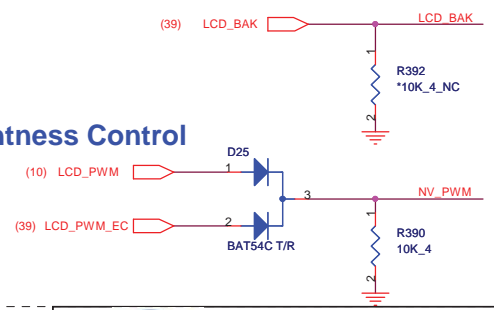 (39) LCD_BAK LCD_BAK
1
R392
*10K_4_NC
2
ntness Control
D25
(10) LCD_PWM 1
3 NV_PWM
(39) LCD_PWM_EC 2
BAT54C T/R
1
R390
10K_4
2